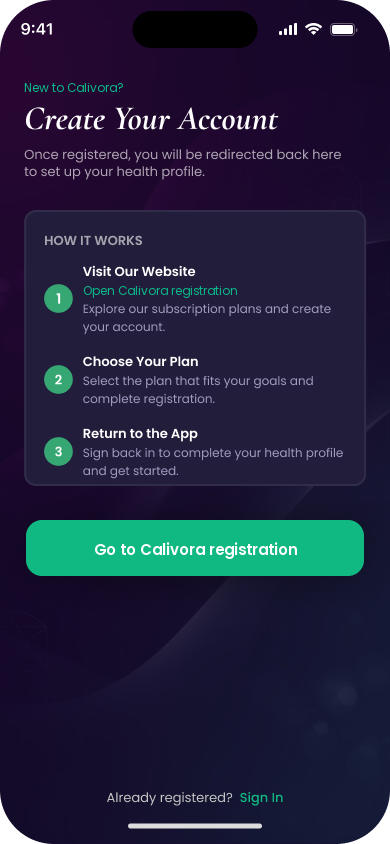 9:41
New to Calivora?
Create Your Account
Once registered, you will be redirected back here
to set up your health profile.
HOW IT WORKS
1
Visit Our Website
Open Calivora registration
Explore our subscription plans and create
your account.
2
Choose Your Plan
Select the plan that fits your goals and
complete registration.
3
Return to the App
Sign back in to complete your health profile
and get started.
Go to Calivora registration
Already registered? Sign In